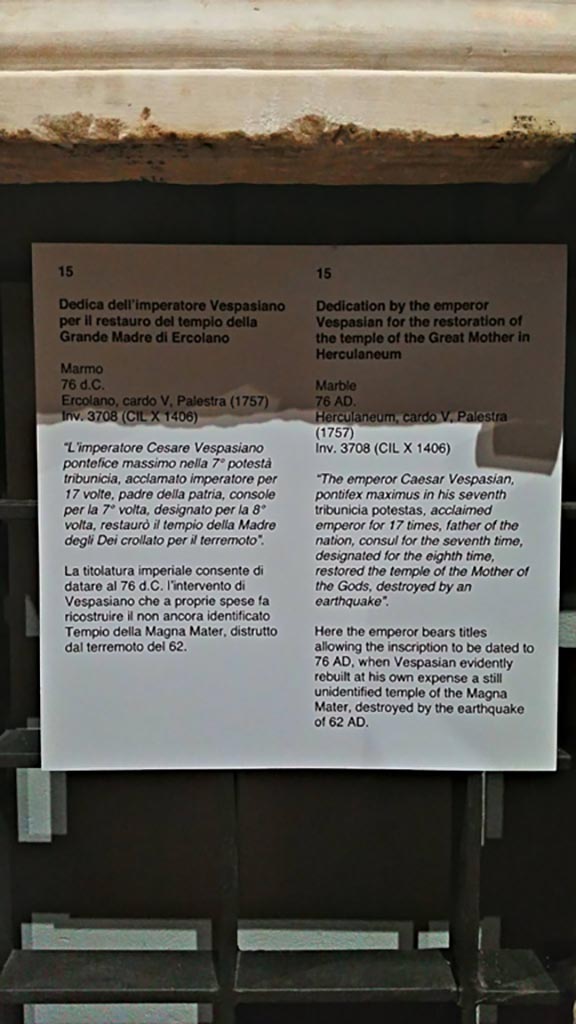 15
Dedica dell'imperatore Vespasiano
per il restauro del tempio della
Grande Madre di Ercolano
Marmo
76 d.C.
Ercolano, cardo V, Palestra (1757)
Inv. 3708 (CIL X 1406)
"L'imperatore Cesare Vespasiano
pontefice massimo nella 7° potestà
tribunicia, acclamato imperatore per
17 volte, padre della patria, console
per la 7° volta, designato per la 8°
volta, restaurò il tempio della Madre
degli Dei crollato per il terremoto".
La titolatura imperiale consente di
datare al 76 d.C. l'intervento di
Vespasiano che a proprie spese fa
ricostruire il non ancora identificato
Tempio della Magna Mater, distrutto
dal terremoto del 62.
15
Dedication by the emperor
Vespasian for the restoration of
the temple of the Great Mother in
Herculaneum
Marble
76 AD.
Herculaneum, cardo V, Palestra
(1757)
Inv. 3708 (CIL X 1406)
"The emperor Caesar Vespasian,
pontifex maximus in his seventh
tribunicia potestas, acclaimed
emperor for 17 times, father of the
nation, consul for the seventh time,
designated for the eighth time,
restored the temple of the Mother of
the Gods, destroyed by an
earthquake".
Here the emperor bears titles
allowing the inscription to be dated to
76 AD, when Vespasian evidently
rebuilt at his own expense a still
unidentified temple of the Magna
Mater, destroyed by the earthquake
of 62 AD.